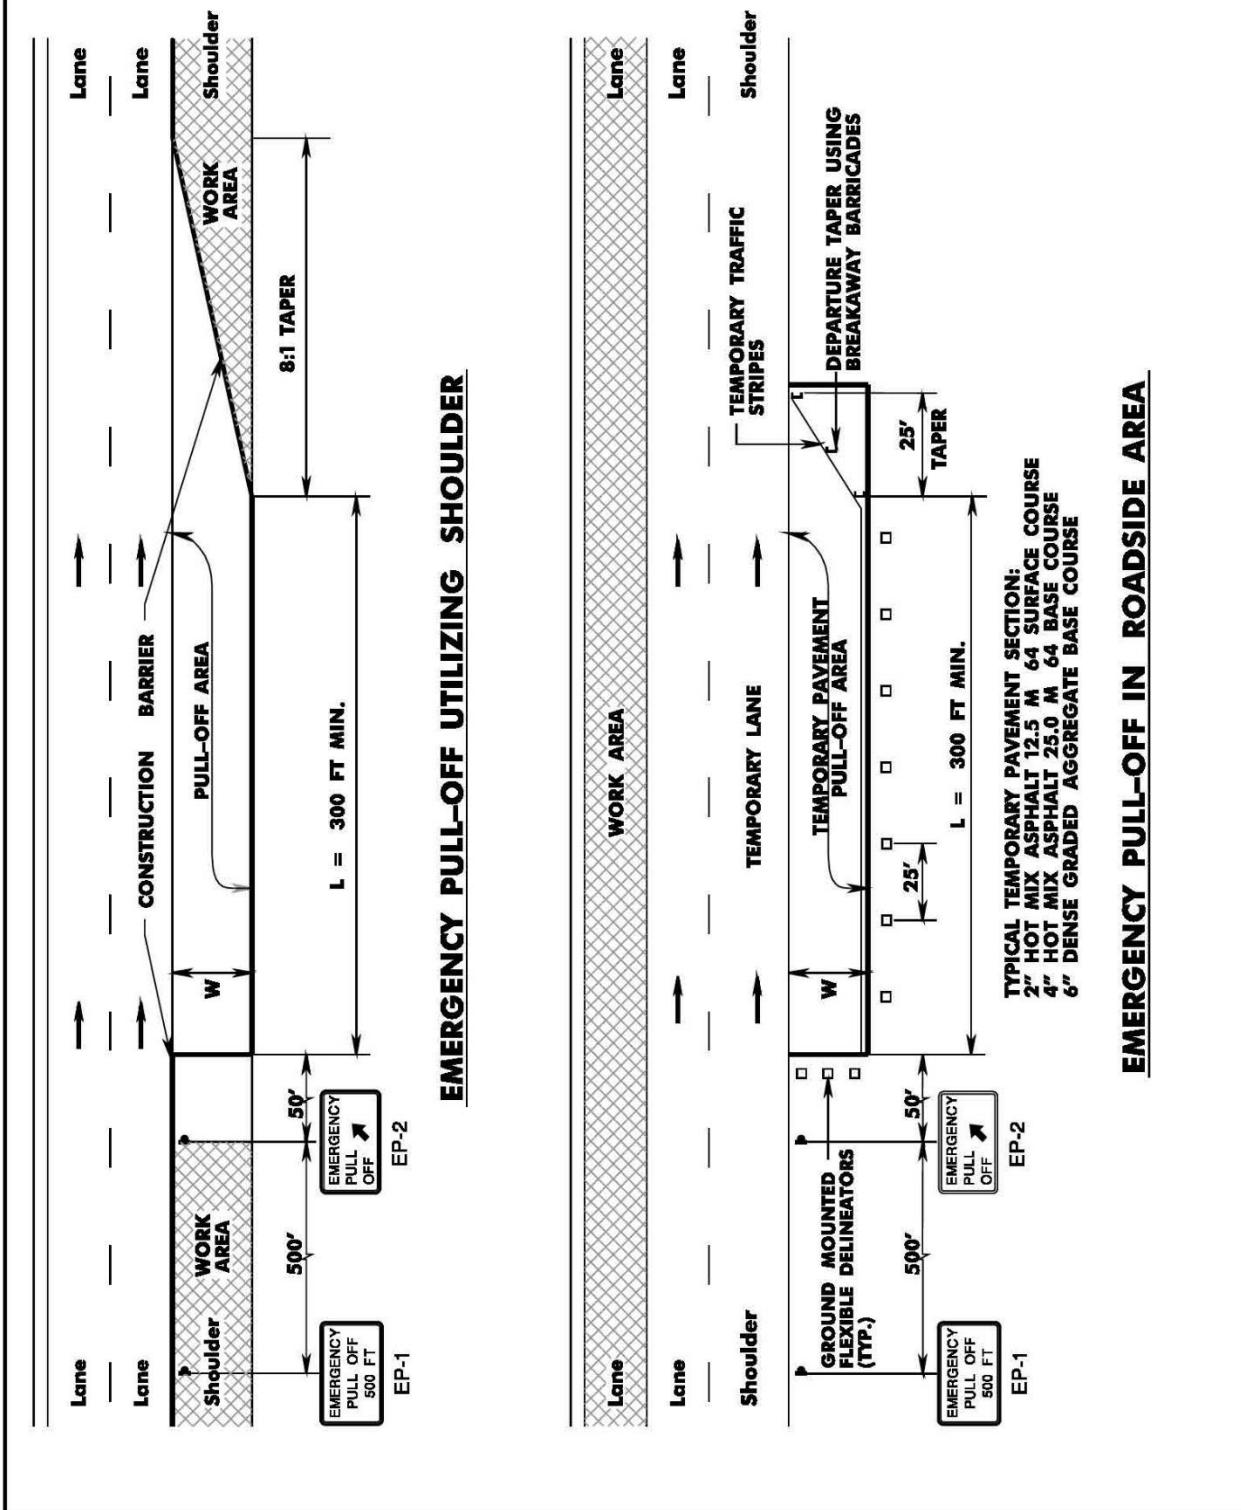 Lane
Lane
Lane
Lane
Shoulder
WORK
AREA
Shoulder
WORK
AREA
CONSTRUCTION BARRIER
PULL–OFF AREA
W
500'
50'
L = 300 FT MIN.
8:1 TAPER
EMERGENCY
PULL OFF
500 FT
EP-1
EMERGENCY
PULL
OFF
EP-2
EMERGENCY PULL–OFF UTILIZING SHOULDER
Lane
WORK AREA
Lane
Lane
Lane
Shoulder
TEMPORARY LANE
Shoulder
TEMPORARY TRAFFIC
STRIPES
DEPARTURE TAPER USING
BREAKAWAY BARRICADES
TEMPORARY PAVEMENT
PULL–OFF AREA
W
GROUND MOUNTED
FLEXIBLE DELINEATORS
(TYP.)
25'
25'
TAPER
500'
50'
L = 300 FT MIN.
EMERGENCY
PULL OFF
500 FT
EP-1
EMERGENCY
PULL
OFF
EP-2
TYPICAL TEMPORARY PAVEMENT SECTION:
2" HOT MIX ASPHALT 12.5 M 64 SURFACE COURSE
4" HOT MIX ASPHALT 25.0 M 64 BASE COURSE
6" DENSE GRADED AGGREGATE BASE COURSE
EMERGENCY PULL–OFF IN ROADSIDE AREA